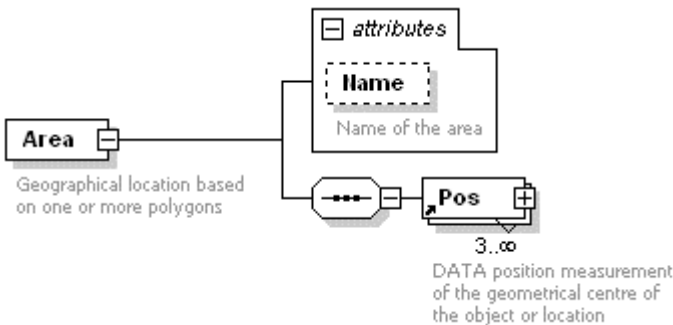 attributes
Name
Name of the area
Area
Geographical location based
on one or more polygons
Pos
3..∞
DATA position measurement
of the geometrical centre of
the object or location